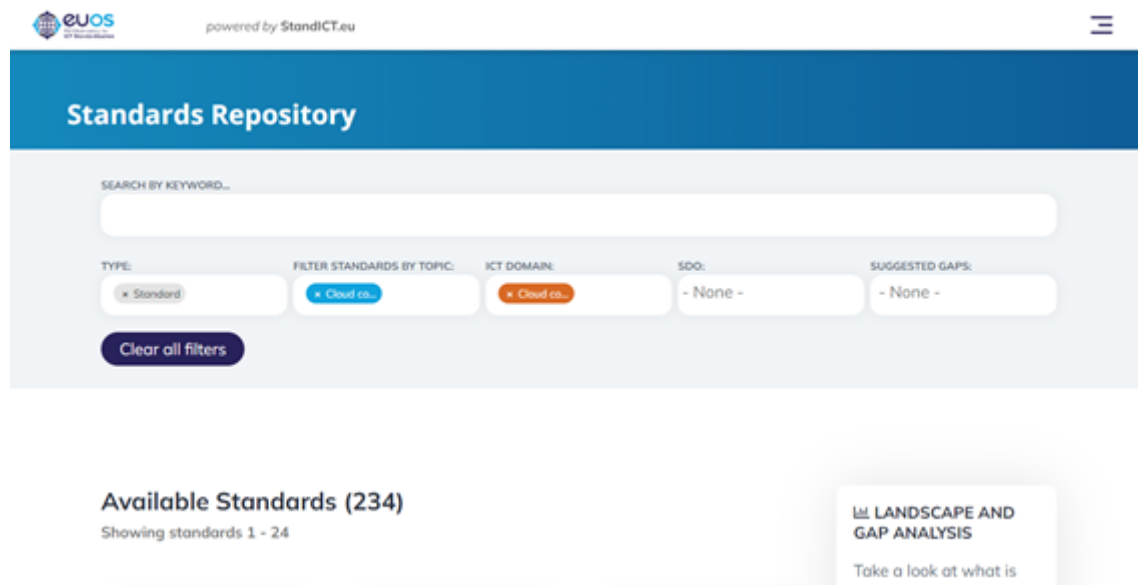 euos
powered by StandICT.eu
Standards Repository
SEARCH BY KEYWORD...
TYPE:
FILTER STANDARDS BY TOPIC:
ICT DOMAIN:
SDO:
SUGGESTED GAPS:
× Standard
× Cloud co...
× Cloud co...
- None -
- None -
Clear all filters
Available Standards (234)
Showing standards 1 - 24
LANDSCAPE AND
GAP ANALYSIS
Take a look at what is